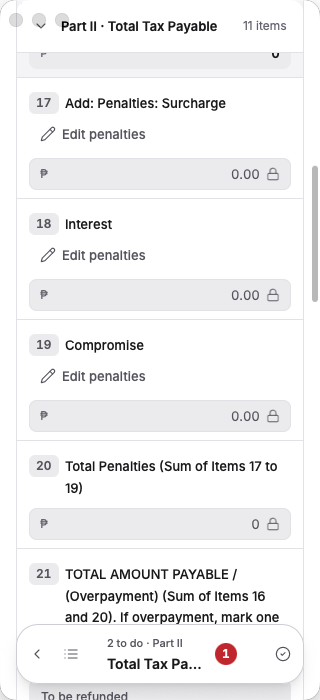 Part II · Total Tax Payable 11 items
₱ 0
17 Add: Penalties: Surcharge
Edit penalties
₱ 0.00
18 Interest
Edit penalties
₱ 0.00
19 Compromise
Edit penalties
₱ 0.00
20 Total Penalties (Sum of Items 17 to
19)
₱ 0
21 TOTAL AMOUNT PAYABLE /
(Overpayment) (Sum of Items 16
and 20). If overpayment, mark one
2 to do · Part II
Total Tax Pa... 1
To be refunded